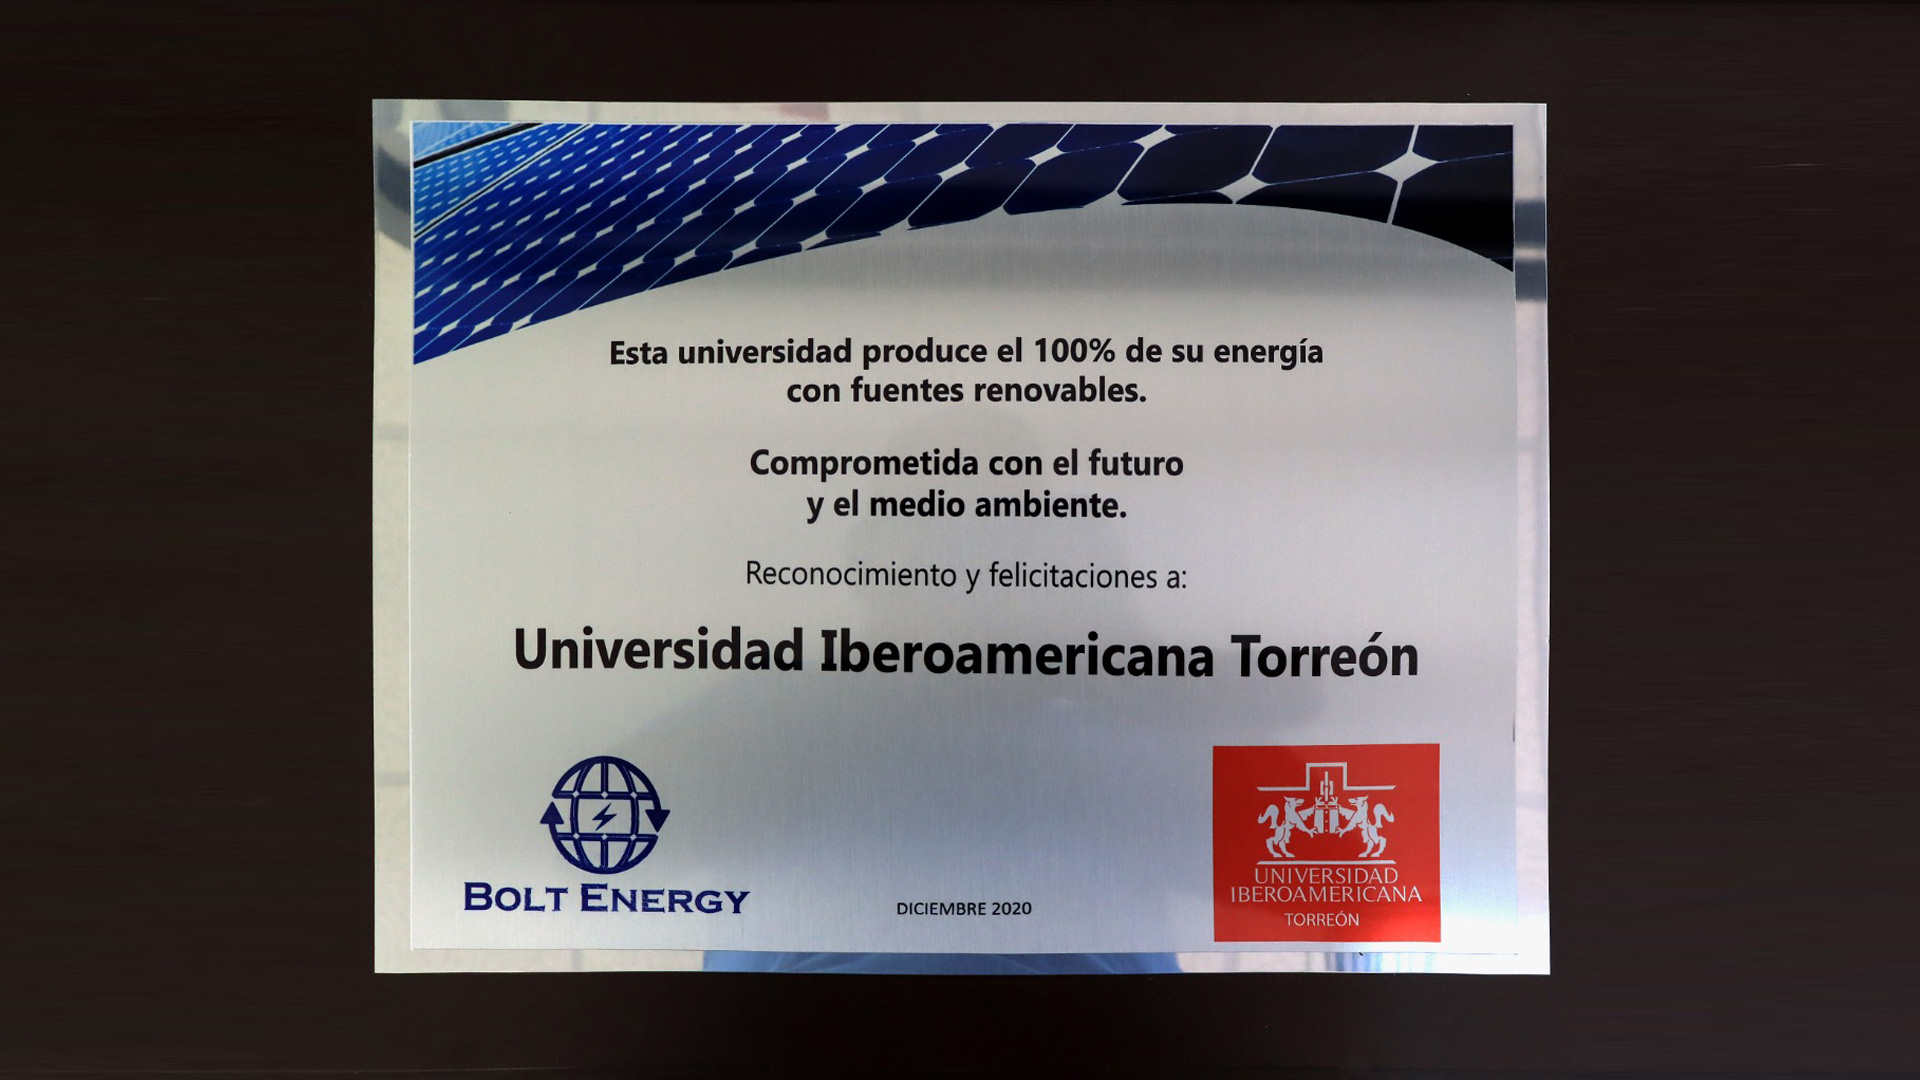 Esta universidad produce el 100% de su energía
con fuentes renovables.
Comprometida con el futuro
y el medio ambiente.
Reconocimiento y felicitaciones a:
Universidad Iberoamericana Torreón
BOLT ENERGY
DICIEMBRE 2020
UNIVERSIDAD
IBEROAMERICANA
TORREÓN